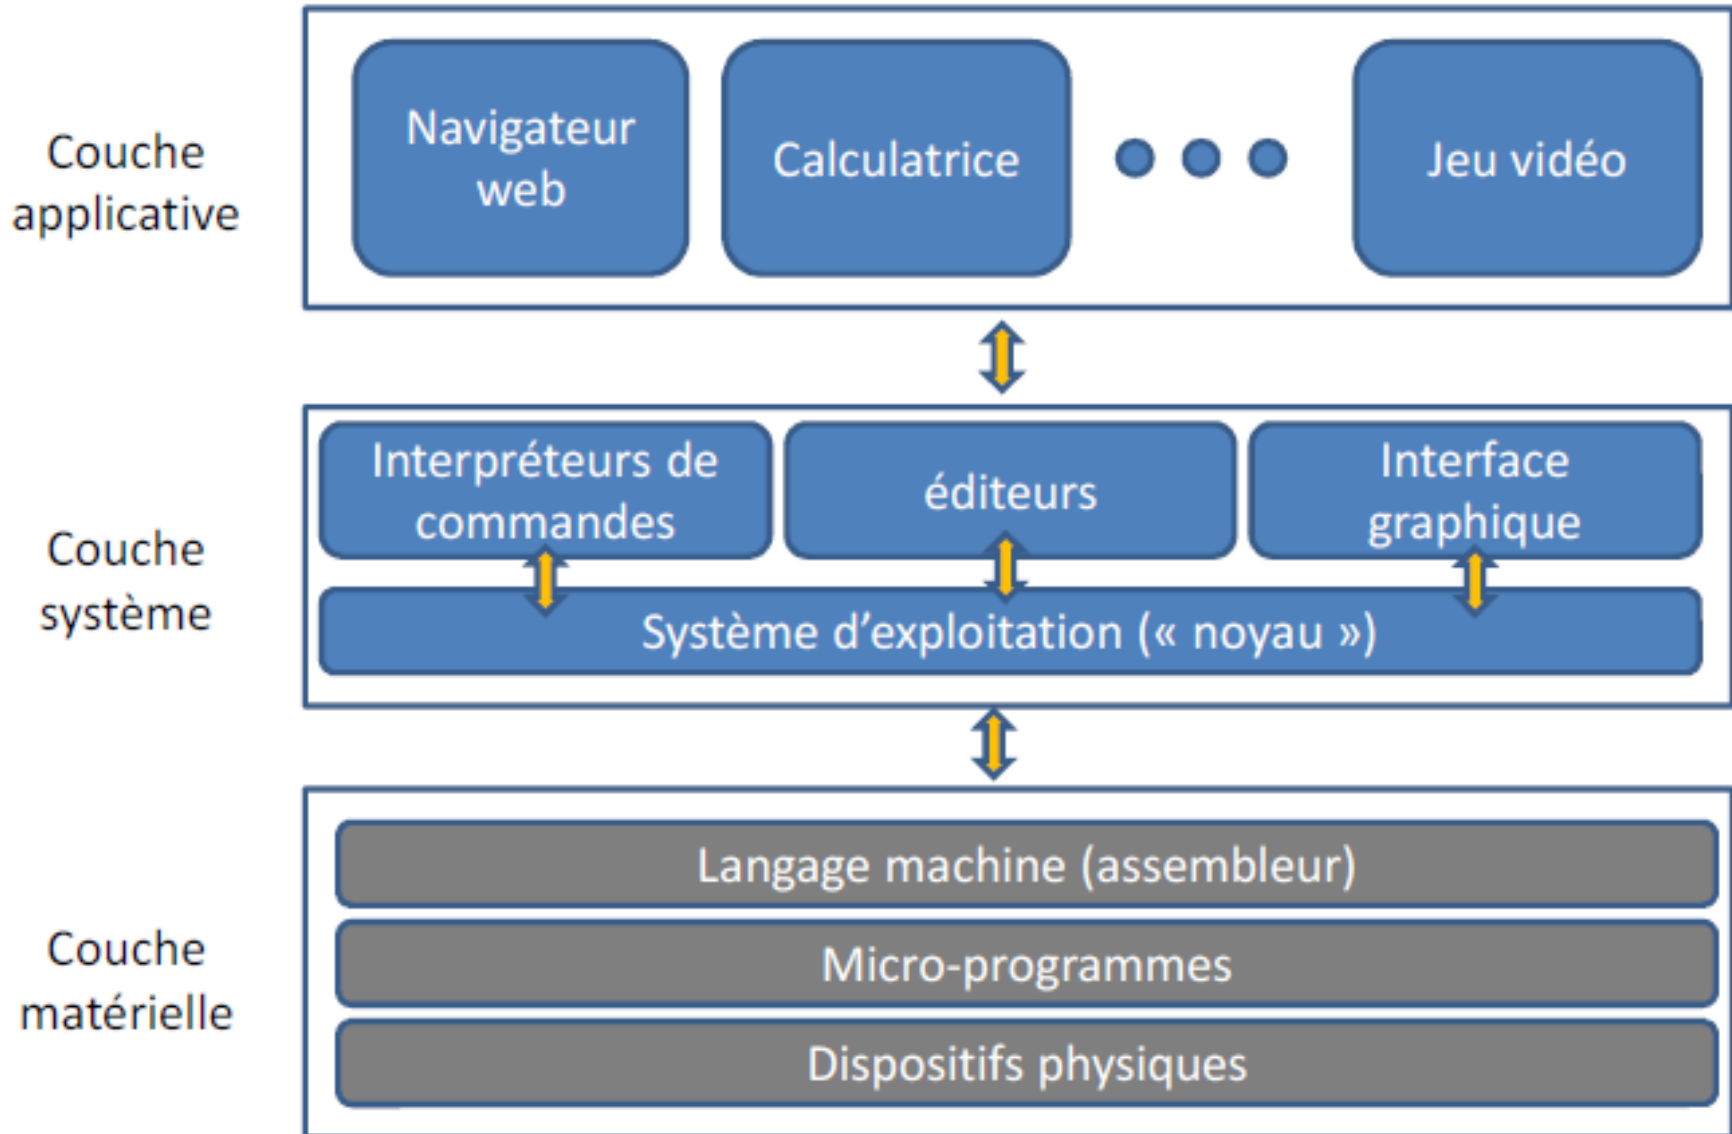 Couche
applicative
Navigateur
web
Calculatrice
Jeu vidéo
Couche
système
Interpréteurs de
commandes
éditeurs
Interface
graphique
Système d'exploitation (« noyau »)
Couche
matérielle
Langage machine (assembleur)
Micro-programmes
Dispositifs physiques